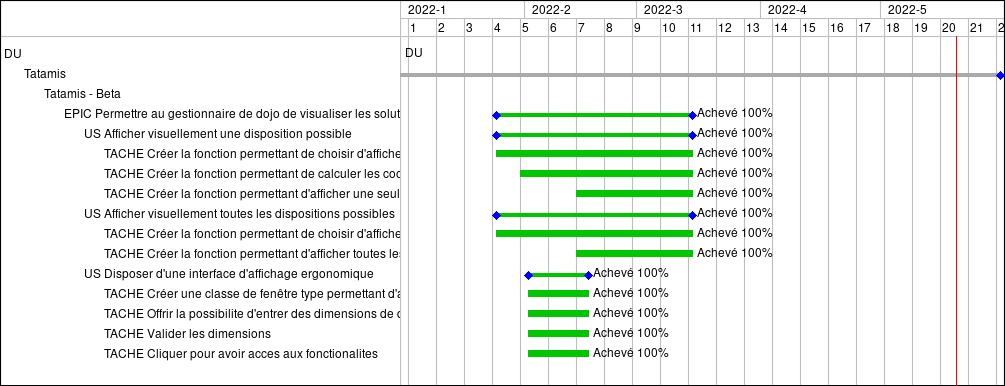 2022-1 2022-2 2022-3 2022-4 2022-5
1 2 3 4 5 6 7 8 9 10 11 12 13 14 15 16 17 18 19 20 21 2
DU DU
Tatamis
Tatamis - Beta
EPIC Permettre au gestionnaire de dojo de visualiser les solut Achevé 100%
US Afficher visuellement une disposition possible Achevé 100%
TACHE Créer la fonction permettant de choisir d'affiche Achevé 100%
TACHE Créer la fonction permettant de calculer les coo Achevé 100%
TACHE Créer la fonction permettant d'afficher une seul Achevé 100%
US Afficher visuellement toutes les dispositions possibles Achevé 100%
TACHE Créer la fonction permettant de choisir d'affiche Achevé 100%
TACHE Créer la fonction permettant d'afficher toutes le Achevé 100%
US Disposer d'une interface d'affichage ergonomique Achevé 100%
TACHE Créer une classe de fenêtre type permettant d'a Achevé 100%
TACHE Offrir la possibilite d'entrer des dimensions de Achevé 100%
TACHE Valider les dimensions Achevé 100%
TACHE Cliquer pour avoir acces aux fonctionalites Achevé 100%